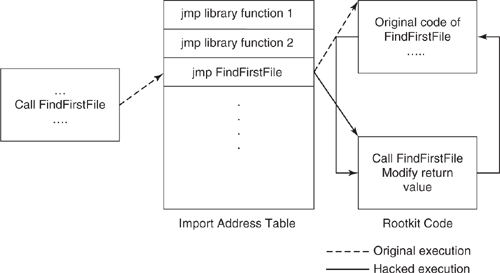 …
Call FindFirstFile
….
jmp library function 1
jmp library function 2
jmp FindFirstFile
.
.
.
.
Import Address Table
Original code of
FindFirstFile
…..
Call FindFirstFile
Modify return
value
Rootkit Code
Original execution
Hacked execution